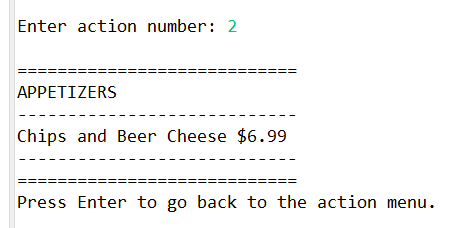 Enter action number: 2
============================
APPETIZERS
----------------------------
Chips and Beer Cheese $6.99
----------------------------
============================
Press Enter to go back to the action menu.